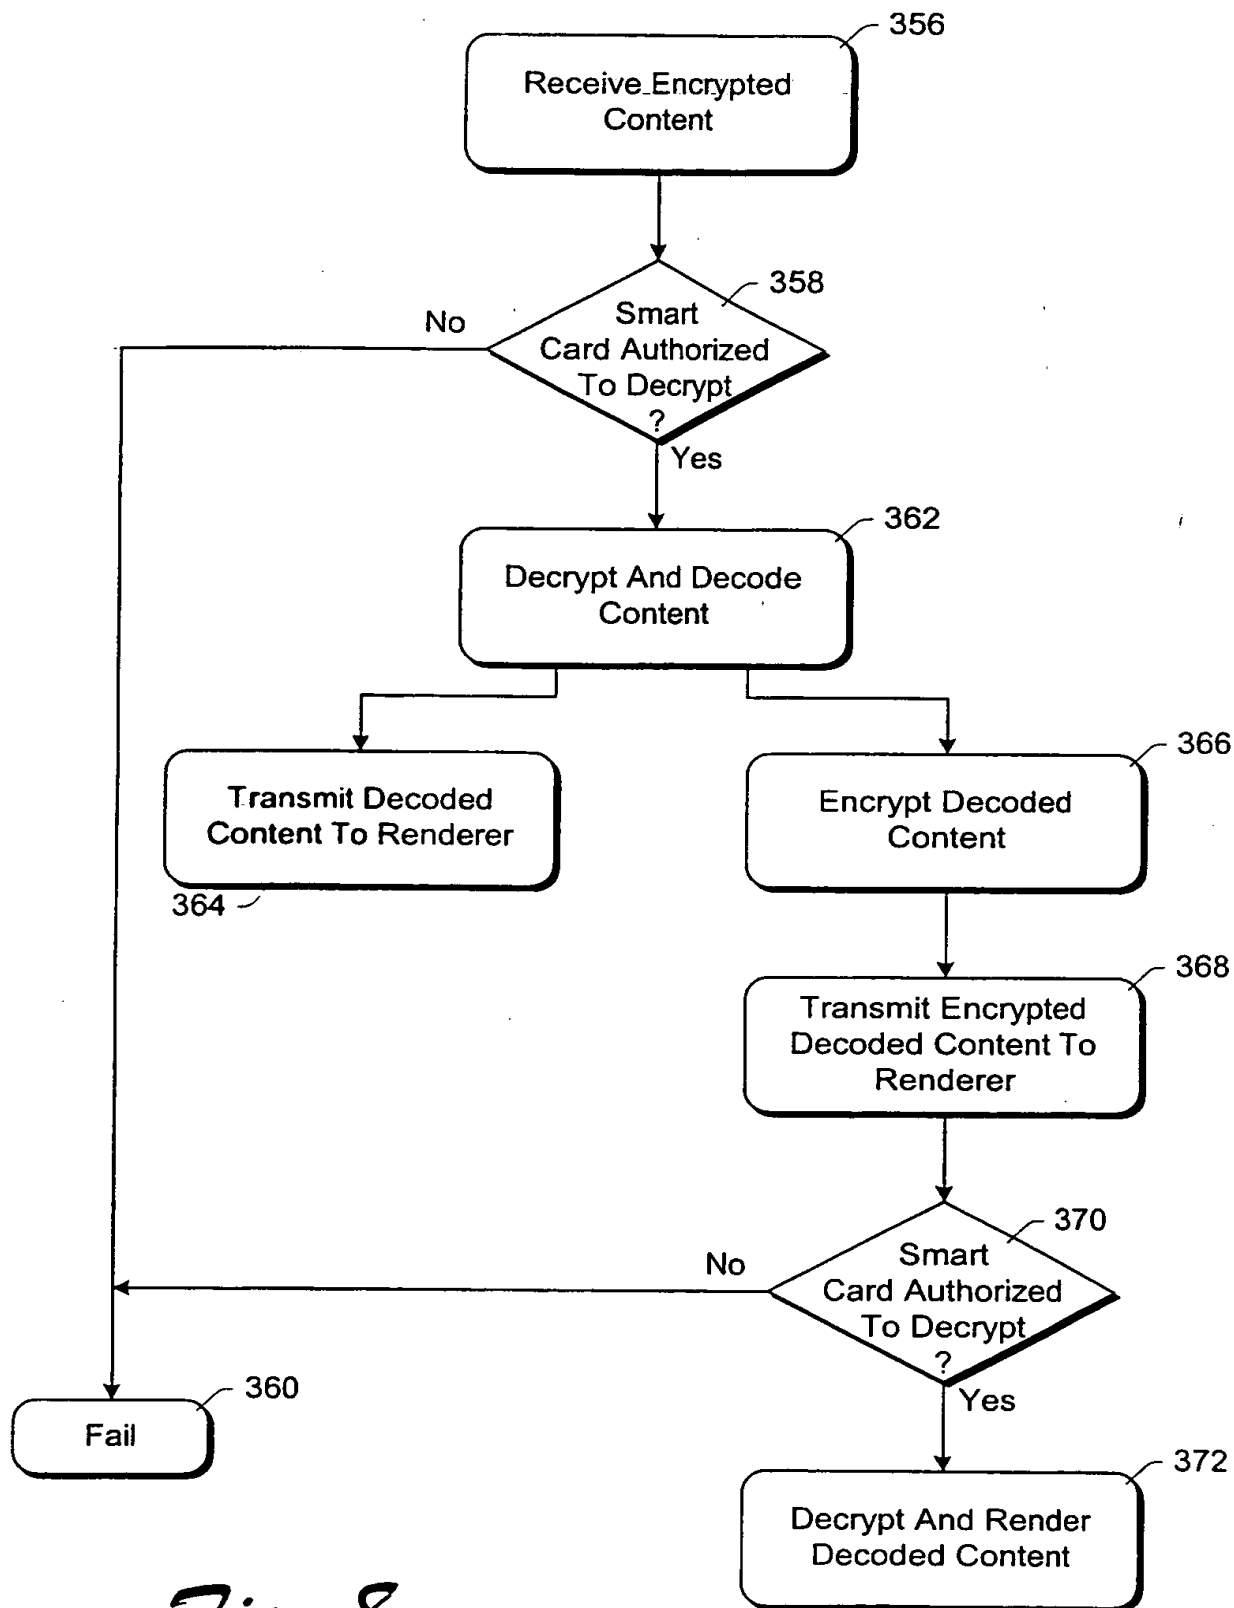 356
Receive Encrypted
Content
358
No
Smart
Card Authorized
To Decrypt
?
Yes
362
Decrypt And Decode
Content
366
Transmit Decoded
Content To Renderer
364
Encrypt Decoded
Content
368
Transmit Encrypted
Decoded Content To
Renderer
370
No
Smart
Card Authorized
To Decrypt
?
Yes
360
Fail
372
Decrypt And Render
Decoded Content
Fig. 8